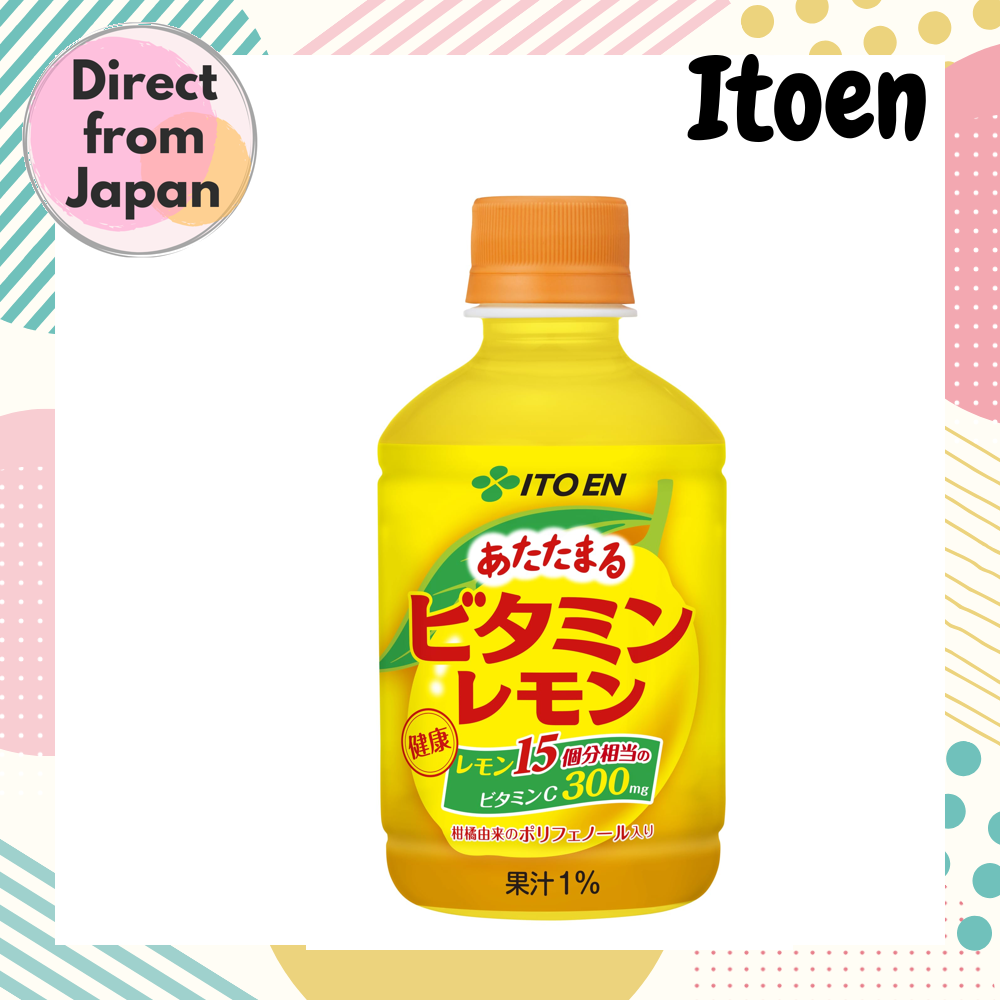 Direct
from
Japan
Itoen
ITO EN
あたたまる
ビタミン
レモン
健康
レモン15個分相当の
ビタミンC 300mg
柑橘由来のポリフェノール入り
果汁1%